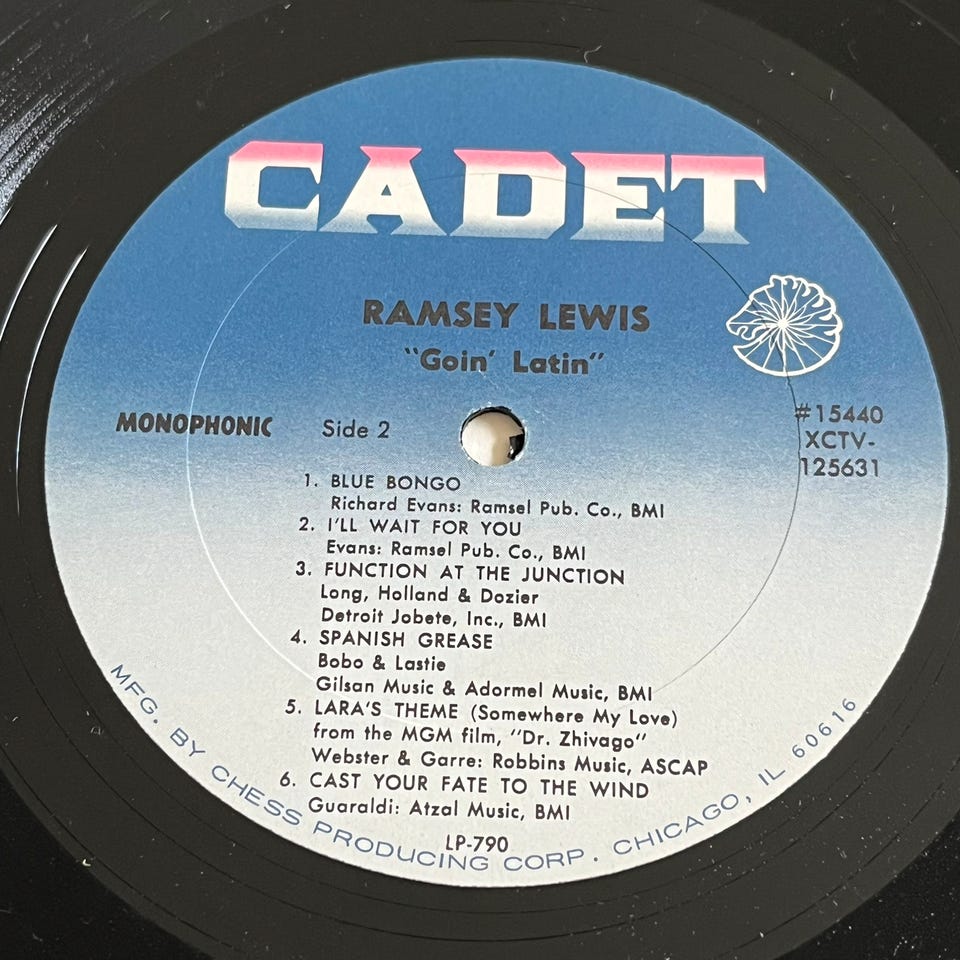 CADET
RAMSEY LEWIS
"Goin' Latin"
MONOPHONIC
Side 2
#15440
XCTV-
125631
1. BLUE BONGO
Richard Evans: Ramsel Pub. Co., BMI
2. I'LL WAIT FOR YOU
Evans: Ramsel Pub. Co., BMI
3. FUNCTION AT THE JUNCTION
Long, Holland & Dozier
Detroit Jobete, Inc., BMI
4. SPANISH GREASE
Bobo & Lastie
Gilsan Music & Adormel Music, BMI
5. LARA'S THEME (Somewhere My Love)
from the MGM film, "Dr. Zhivago"
Webster & Garre: Robbins Music, ASCAP
6. CAST YOUR FATE TO THE WIND
Guaraldi: Atzal Music, BMI
LP-790
MFG. BY CHESS PRODUCING CORP. CHICAGO, IL 60616